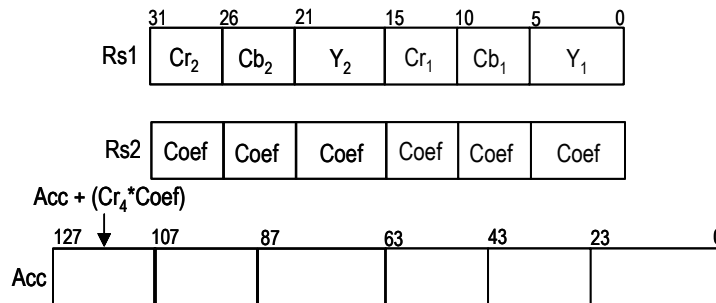 31 26 21 15 10 5 0
Rs1 Cr2 Cb2 Y2 Cr1 Cb1 Y1
Rs2 Coef Coef Coef Coef Coef Coef
Acc + (Cr4*Coef)
127 107 87 63 43 23
Acc